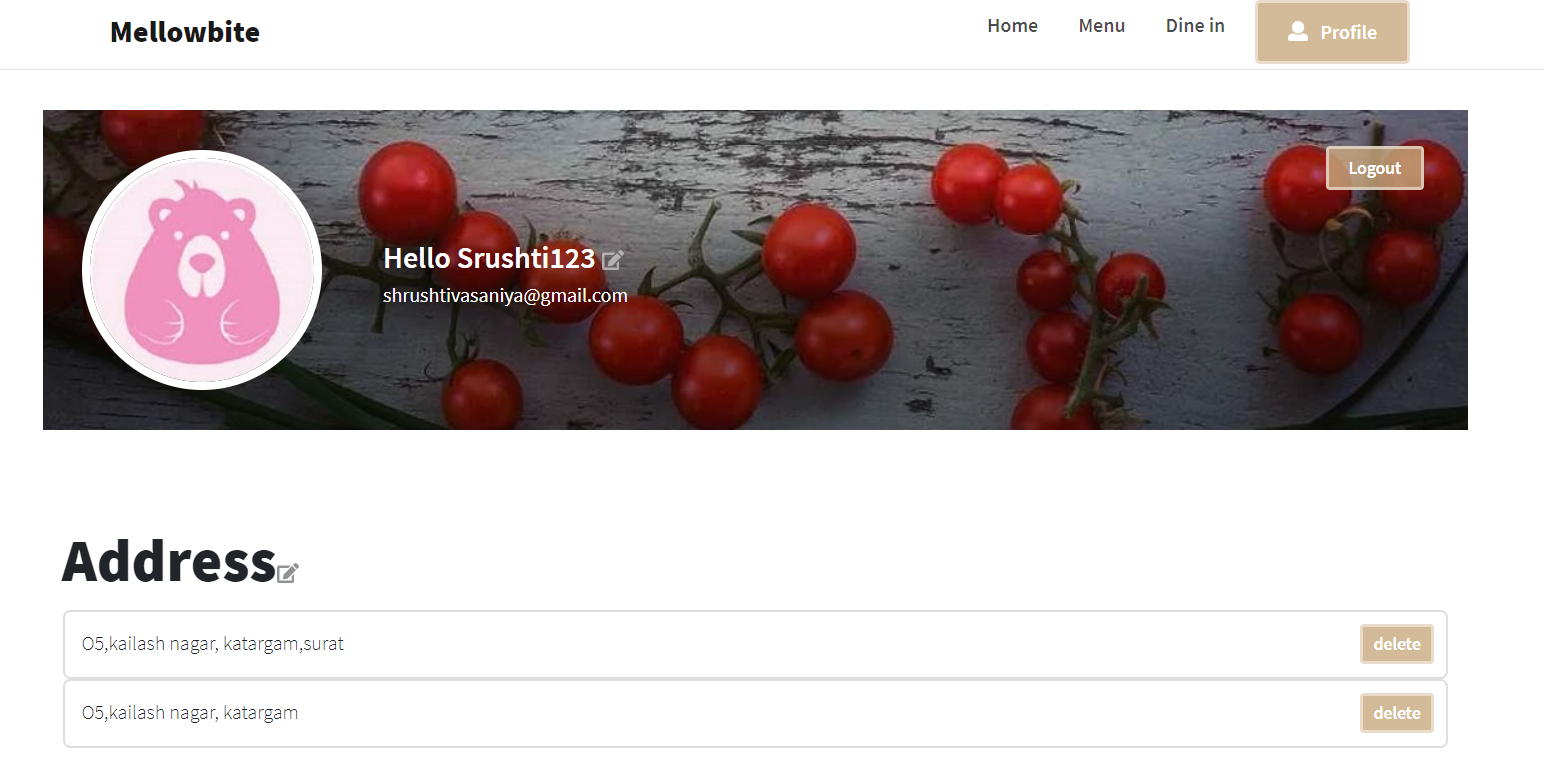 Mellowbite
Home Menu Dine in Profile
Logout
Hello Srushti123
shrushtivasaniya@gmail.com
Address
O5,kailash nagar, katargam,surat delete
O5,kailash nagar, katargam delete